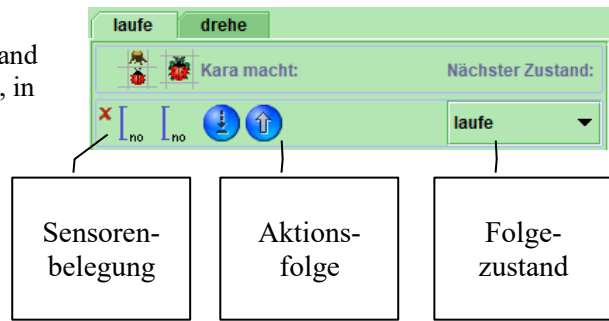 and
, in
laufe drehe
Kara macht: Nächster Zustand:
no no laufe
Sensoren-
belegung
Aktions-
folge
Folge-
zustand